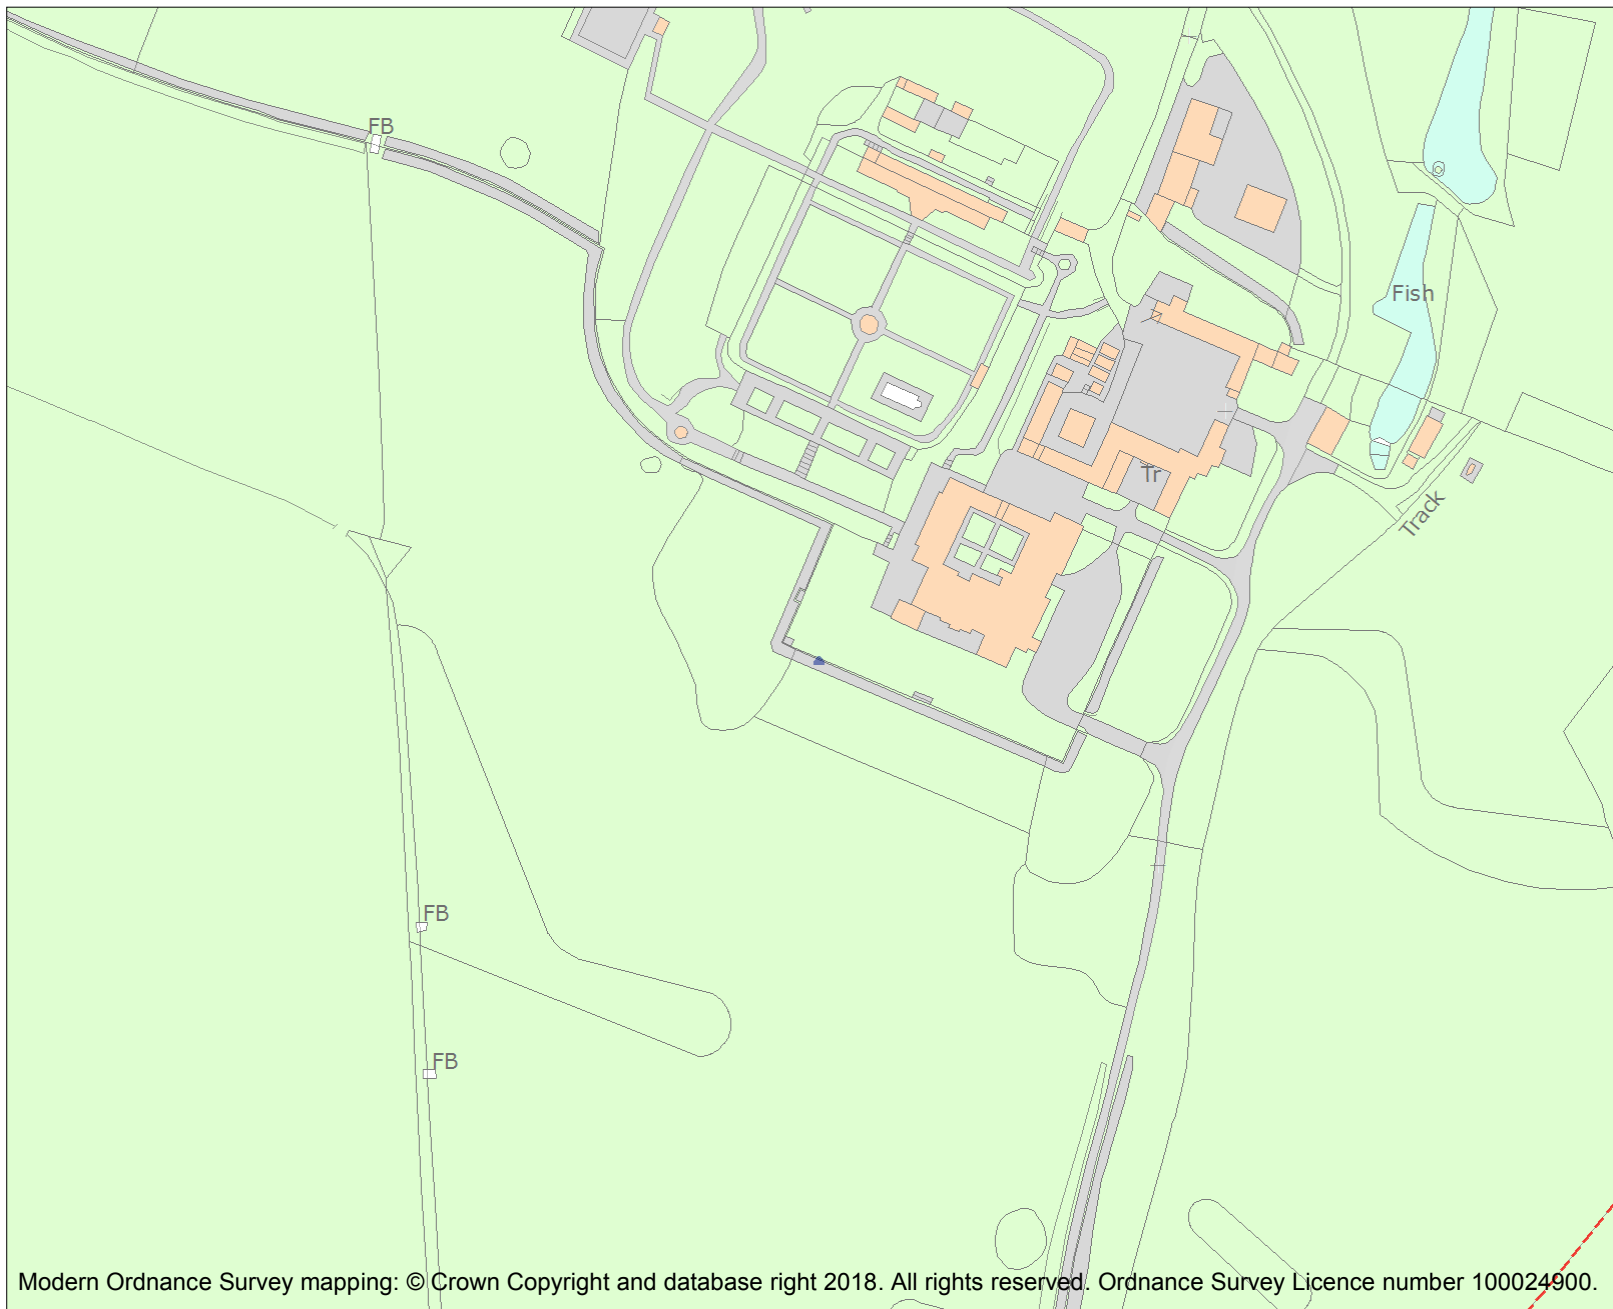 FB
Fish
Tr
Track
FB
FB
Modern Ordnance Survey mapping: © Crown Copyright and database right 2018. All rights reserved. Ordnance Survey Licence number 100024900.